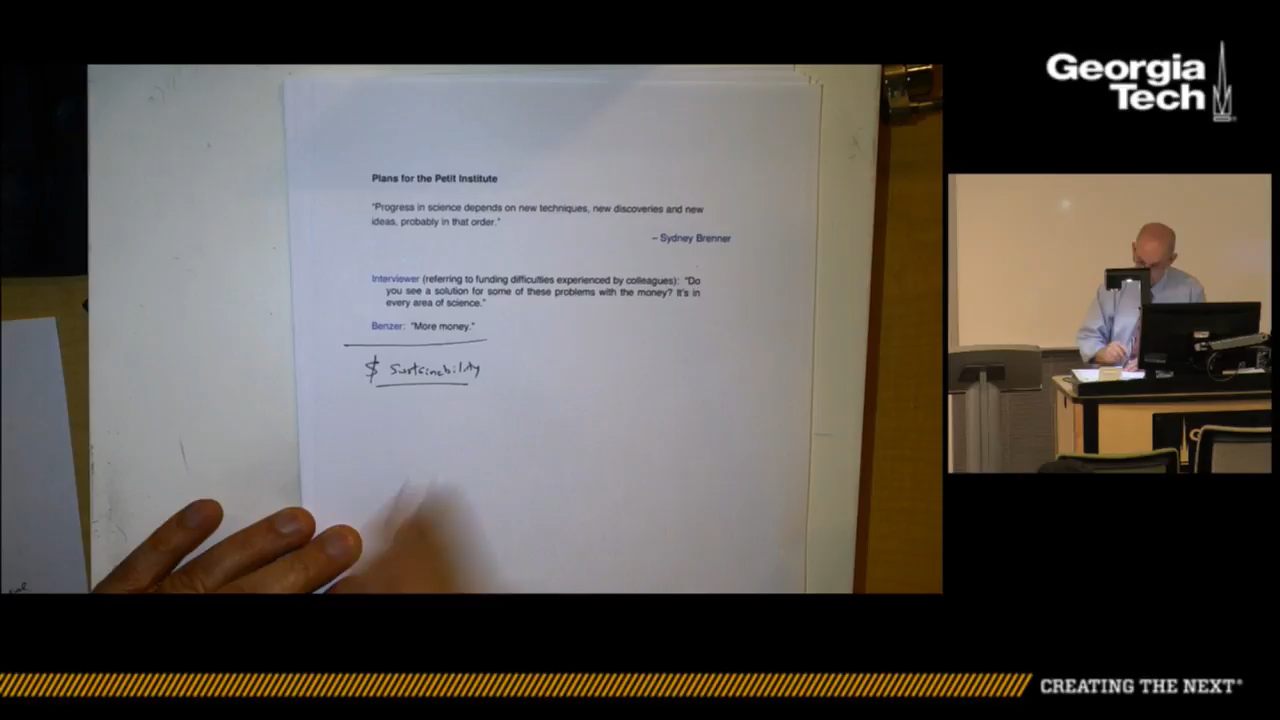 Georgia
Tech
Plans for the Petit Institute
"Progress in science depends on new techniques, new discoveries and new
ideas, probably in that order."
– Sydney Brenner
Interviewer (referring to funding difficulties experienced by colleagues): "Do
you see a solution for some of these problems with the money? It's in
every area of science."
Benzer: "More money."
$ Sustainability
CREATING THE NEXT®